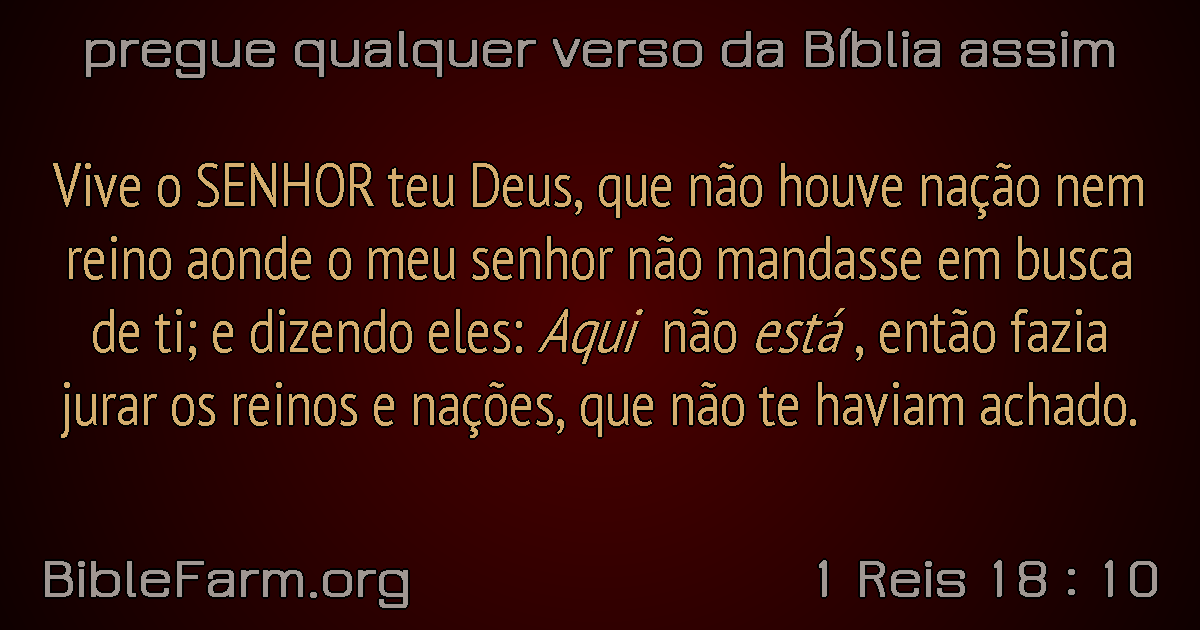 pregue qualquer verso da Bíblia assim
Vive o SENHOR teu Deus, que não houve nação nem
reino aonde o meu senhor não mandasse em busca
de ti; e dizendo eles: Aqui não está , então fazia
jurar os reinos e nações, que não te haviam achado.
BibleFarm.org
1 Reis 18 : 10